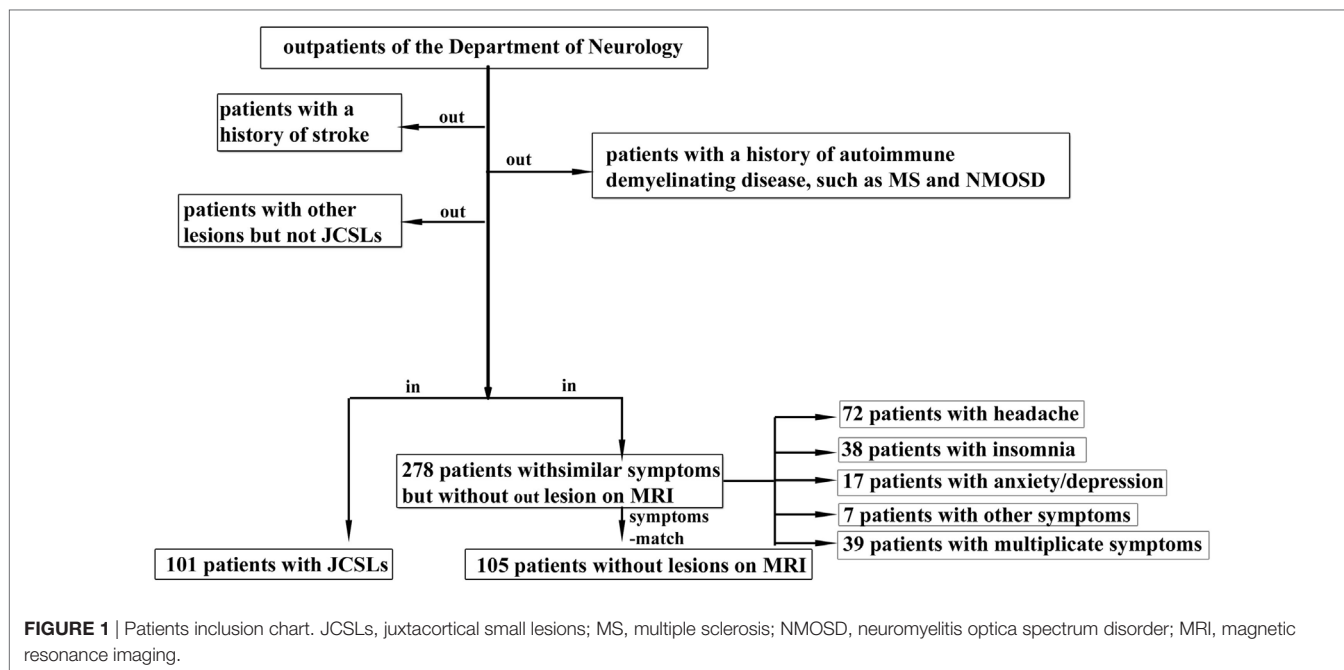 outpatients of the Department of Neurology
patients with a
history of stroke
out
out
patients with a history of autoimmune
demyelinating disease, such as MS and NMOSD
patients with other
lesions but not JCSLs
out
in
in
278 patients withsimilar symptoms
but without out lesion on MRI
72 patients with headache
38 patients with insomnia
17 patients with anxiety/depression
7 patients with other symptoms
39 patients with multiplicate symptoms
symptoms
-match
101 patients with JCSLs
105 patients without lesions on MRI
FIGURE 1 | Patients inclusion chart. JCSLs, juxtacortical small lesions; MS, multiple sclerosis; NMOSD, neuromyelitis optica spectrum disorder; MRI, magnetic
resonance imaging.